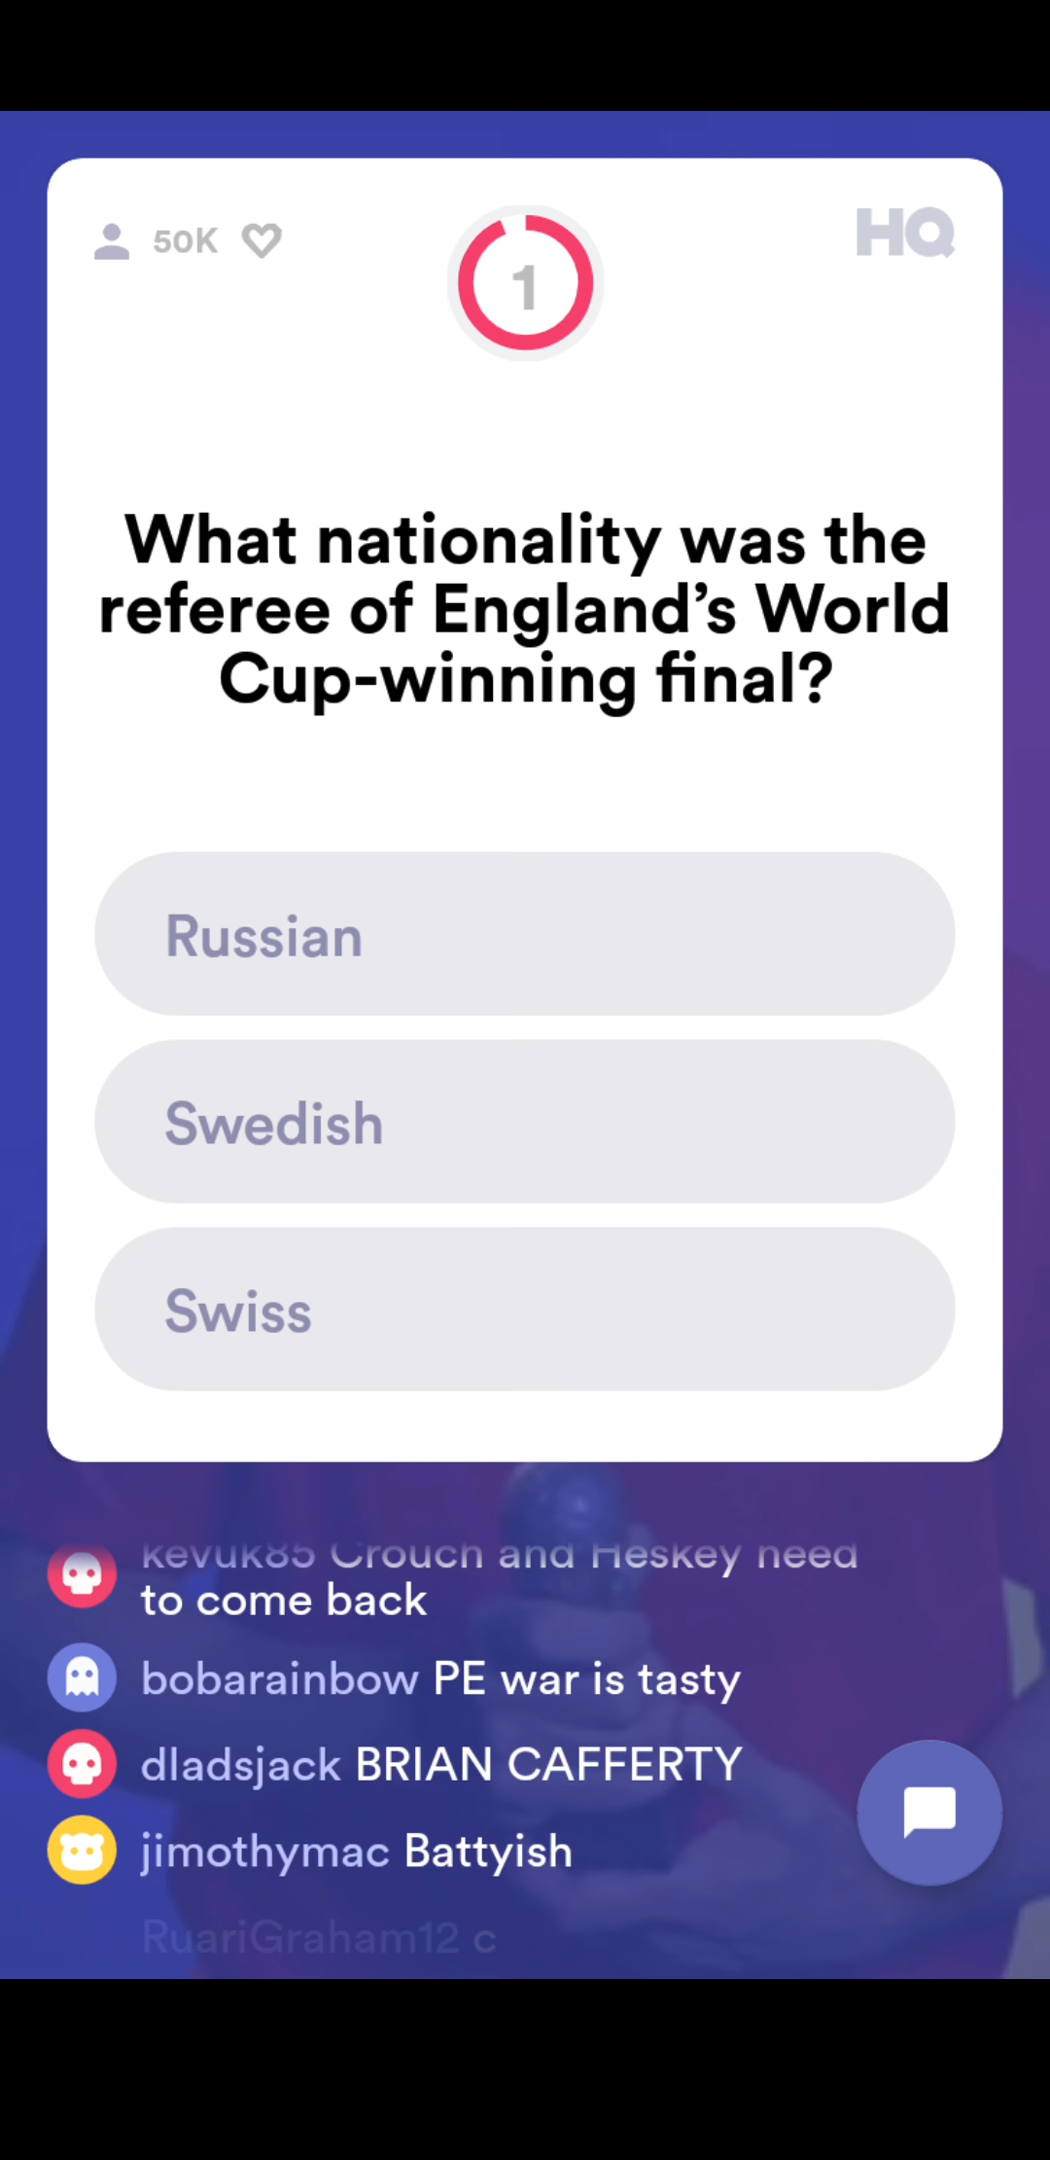 50K
HQ
1
What nationality was the
referee of England’s World
Cup-winning final?
Russian
Swedish
Swiss
kevuk85 Crouch and Heskey need
to come back
bobarainbow PE war is tasty
dladsjack BRIAN CAFFERTY
jimothymac Battyish
RuariGraham12 c